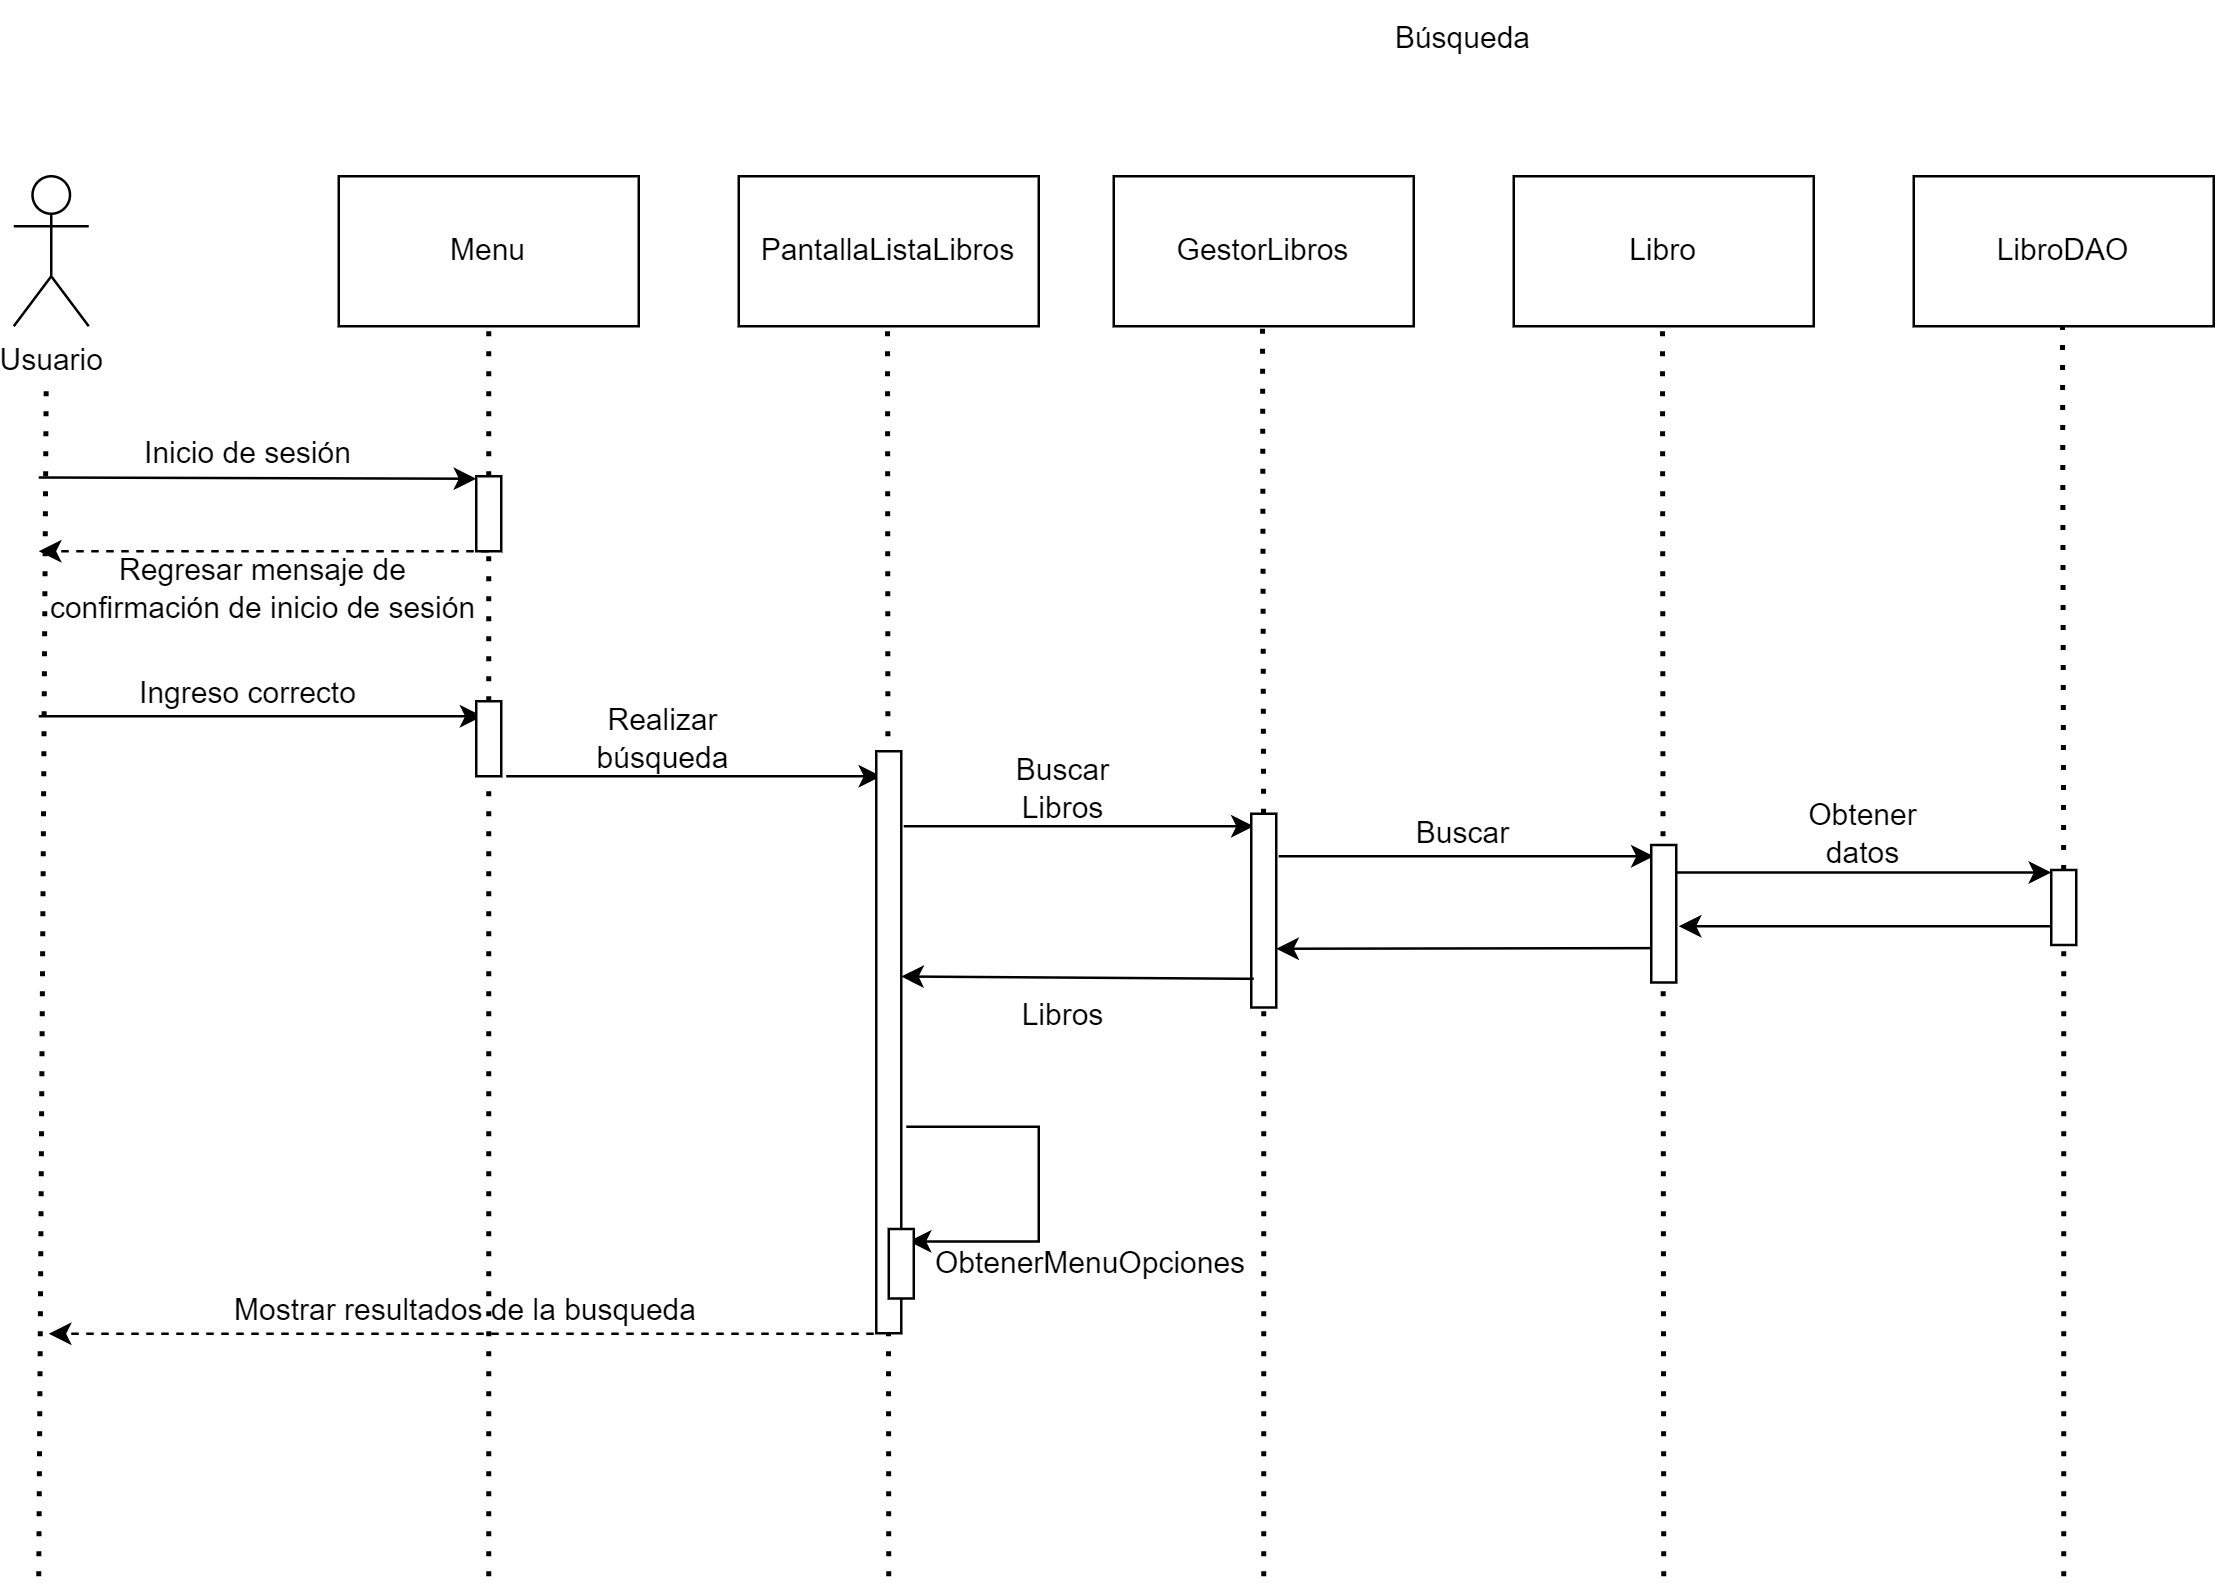 Búsqueda
Menu
PantallaListaLibros
GestorLibros
Libro
LibroDAO
Usuario
Inicio de sesión
Regresar mensaje de
confirmación de inicio de sesión
Ingreso correcto
Realizar
búsqueda
Buscar
Libros
Buscar
Obtener
datos
Libros
ObtenerMenuOpciones
Mostrar resultados de la busqueda